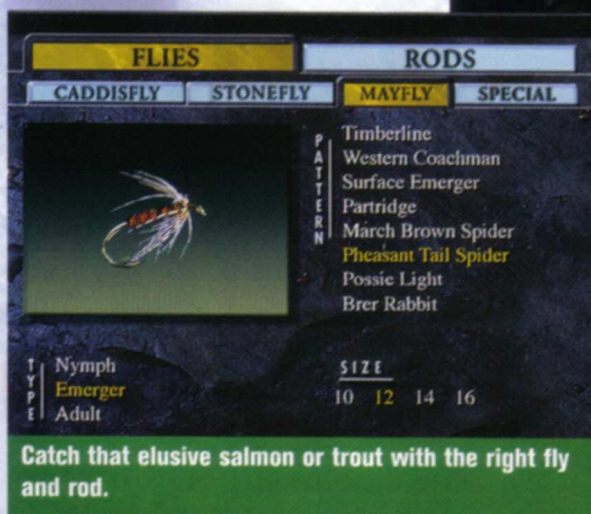 FLIES RODS
CADDISFLY STONEFLY MAYFLY SPECIAL
PATTERN
Timberline
Western Coachman
Surface Emerger
Partridge
March Brown Spider
Pheasant Tail Spider
Possie Light
Brer Rabbit
TYPE
Nymph
Emerger
Adult
SIZE
10 12 14 16
Catch that elusive salmon or trout with the right fly
and rod.